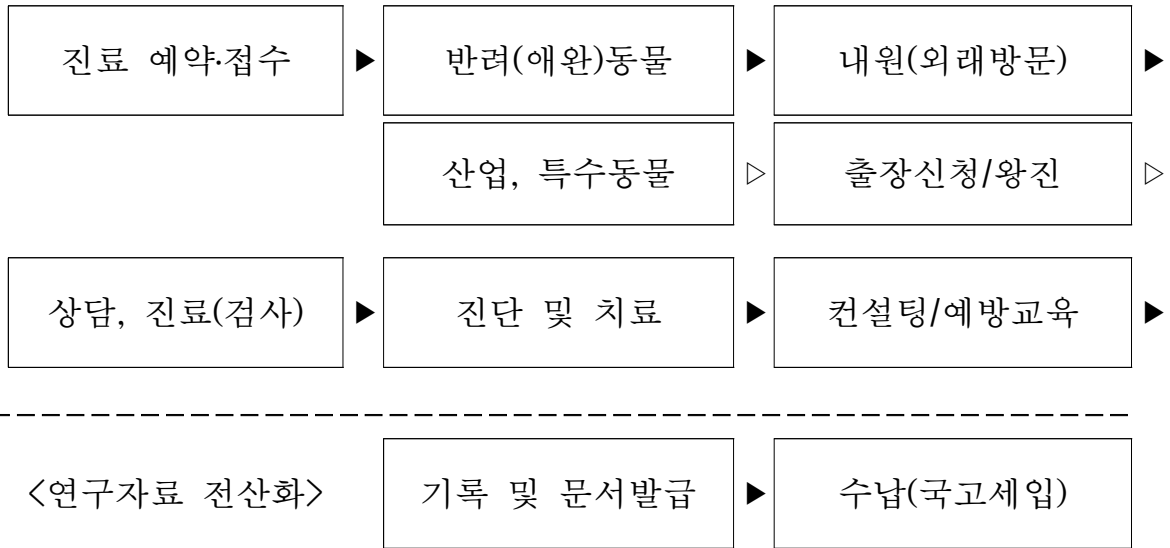 진료 예약·접수 ▶ 반려(애완)동물 ▶ 내원(외래방문) ▶
산업, 특수동물 ▷ 출장신청/왕진 ▷
상담, 진료(검사) ▶ 진단 및 치료 ▶ 컨설팅/예방교육 ▶
<연구자료 전산화> 기록 및 문서발급 ▶ 수납(국고세입)